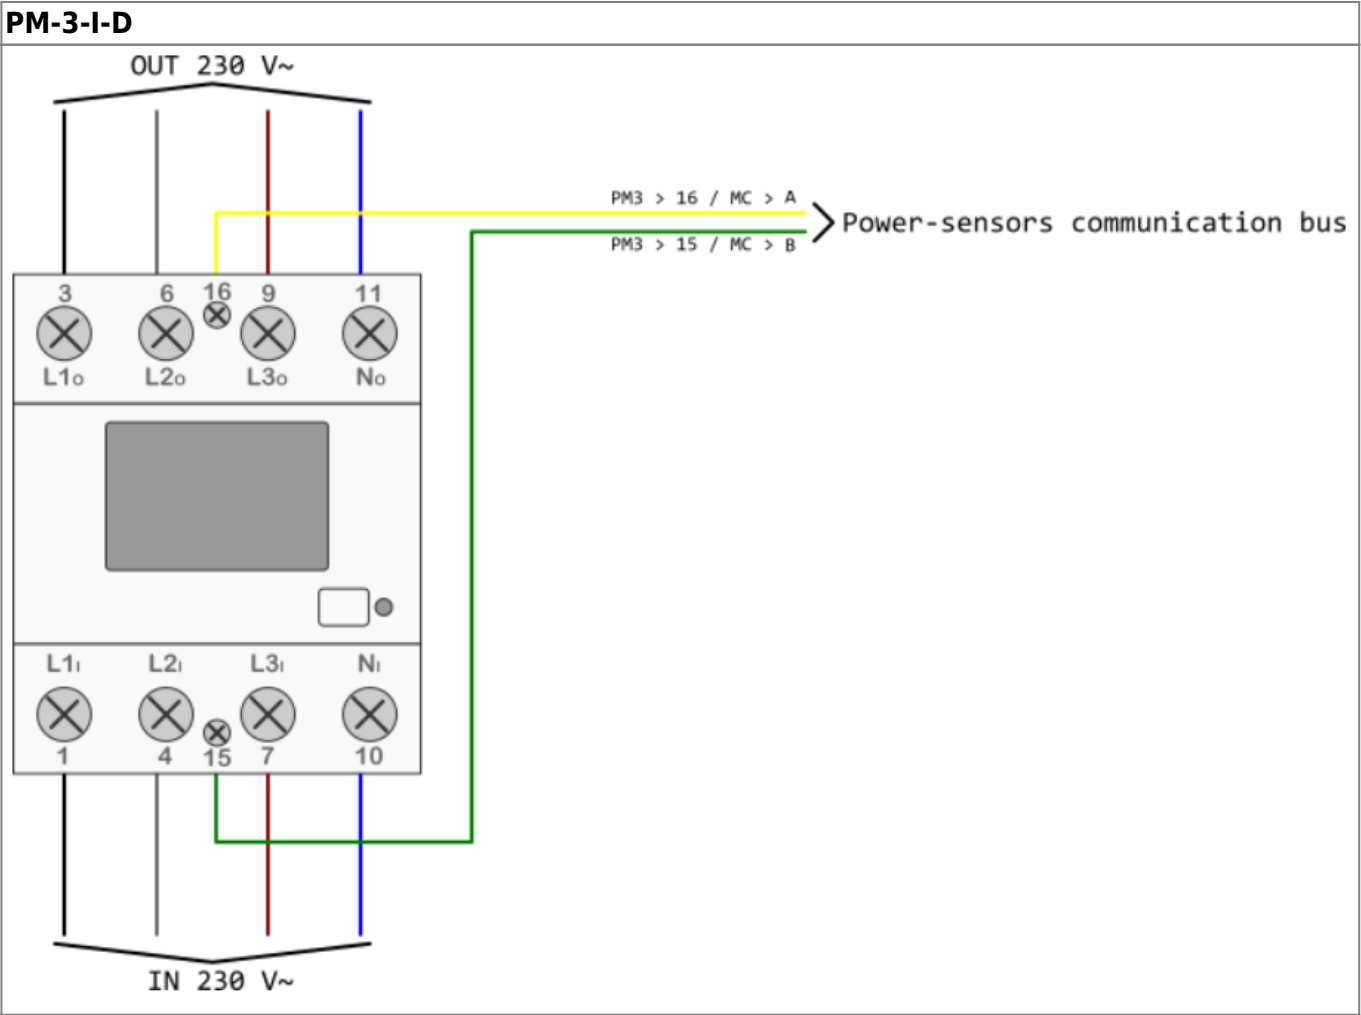 PM-3-I-D
OUT 230 V~
PM3 > 16 / MC > A
Power-sensors communication bus
PM3 > 15 / MC > B
3 6 16 9 11
L1o L2o L3o No
L1I L2I L3I NI
1 4 15 7 10
IN 230 V~